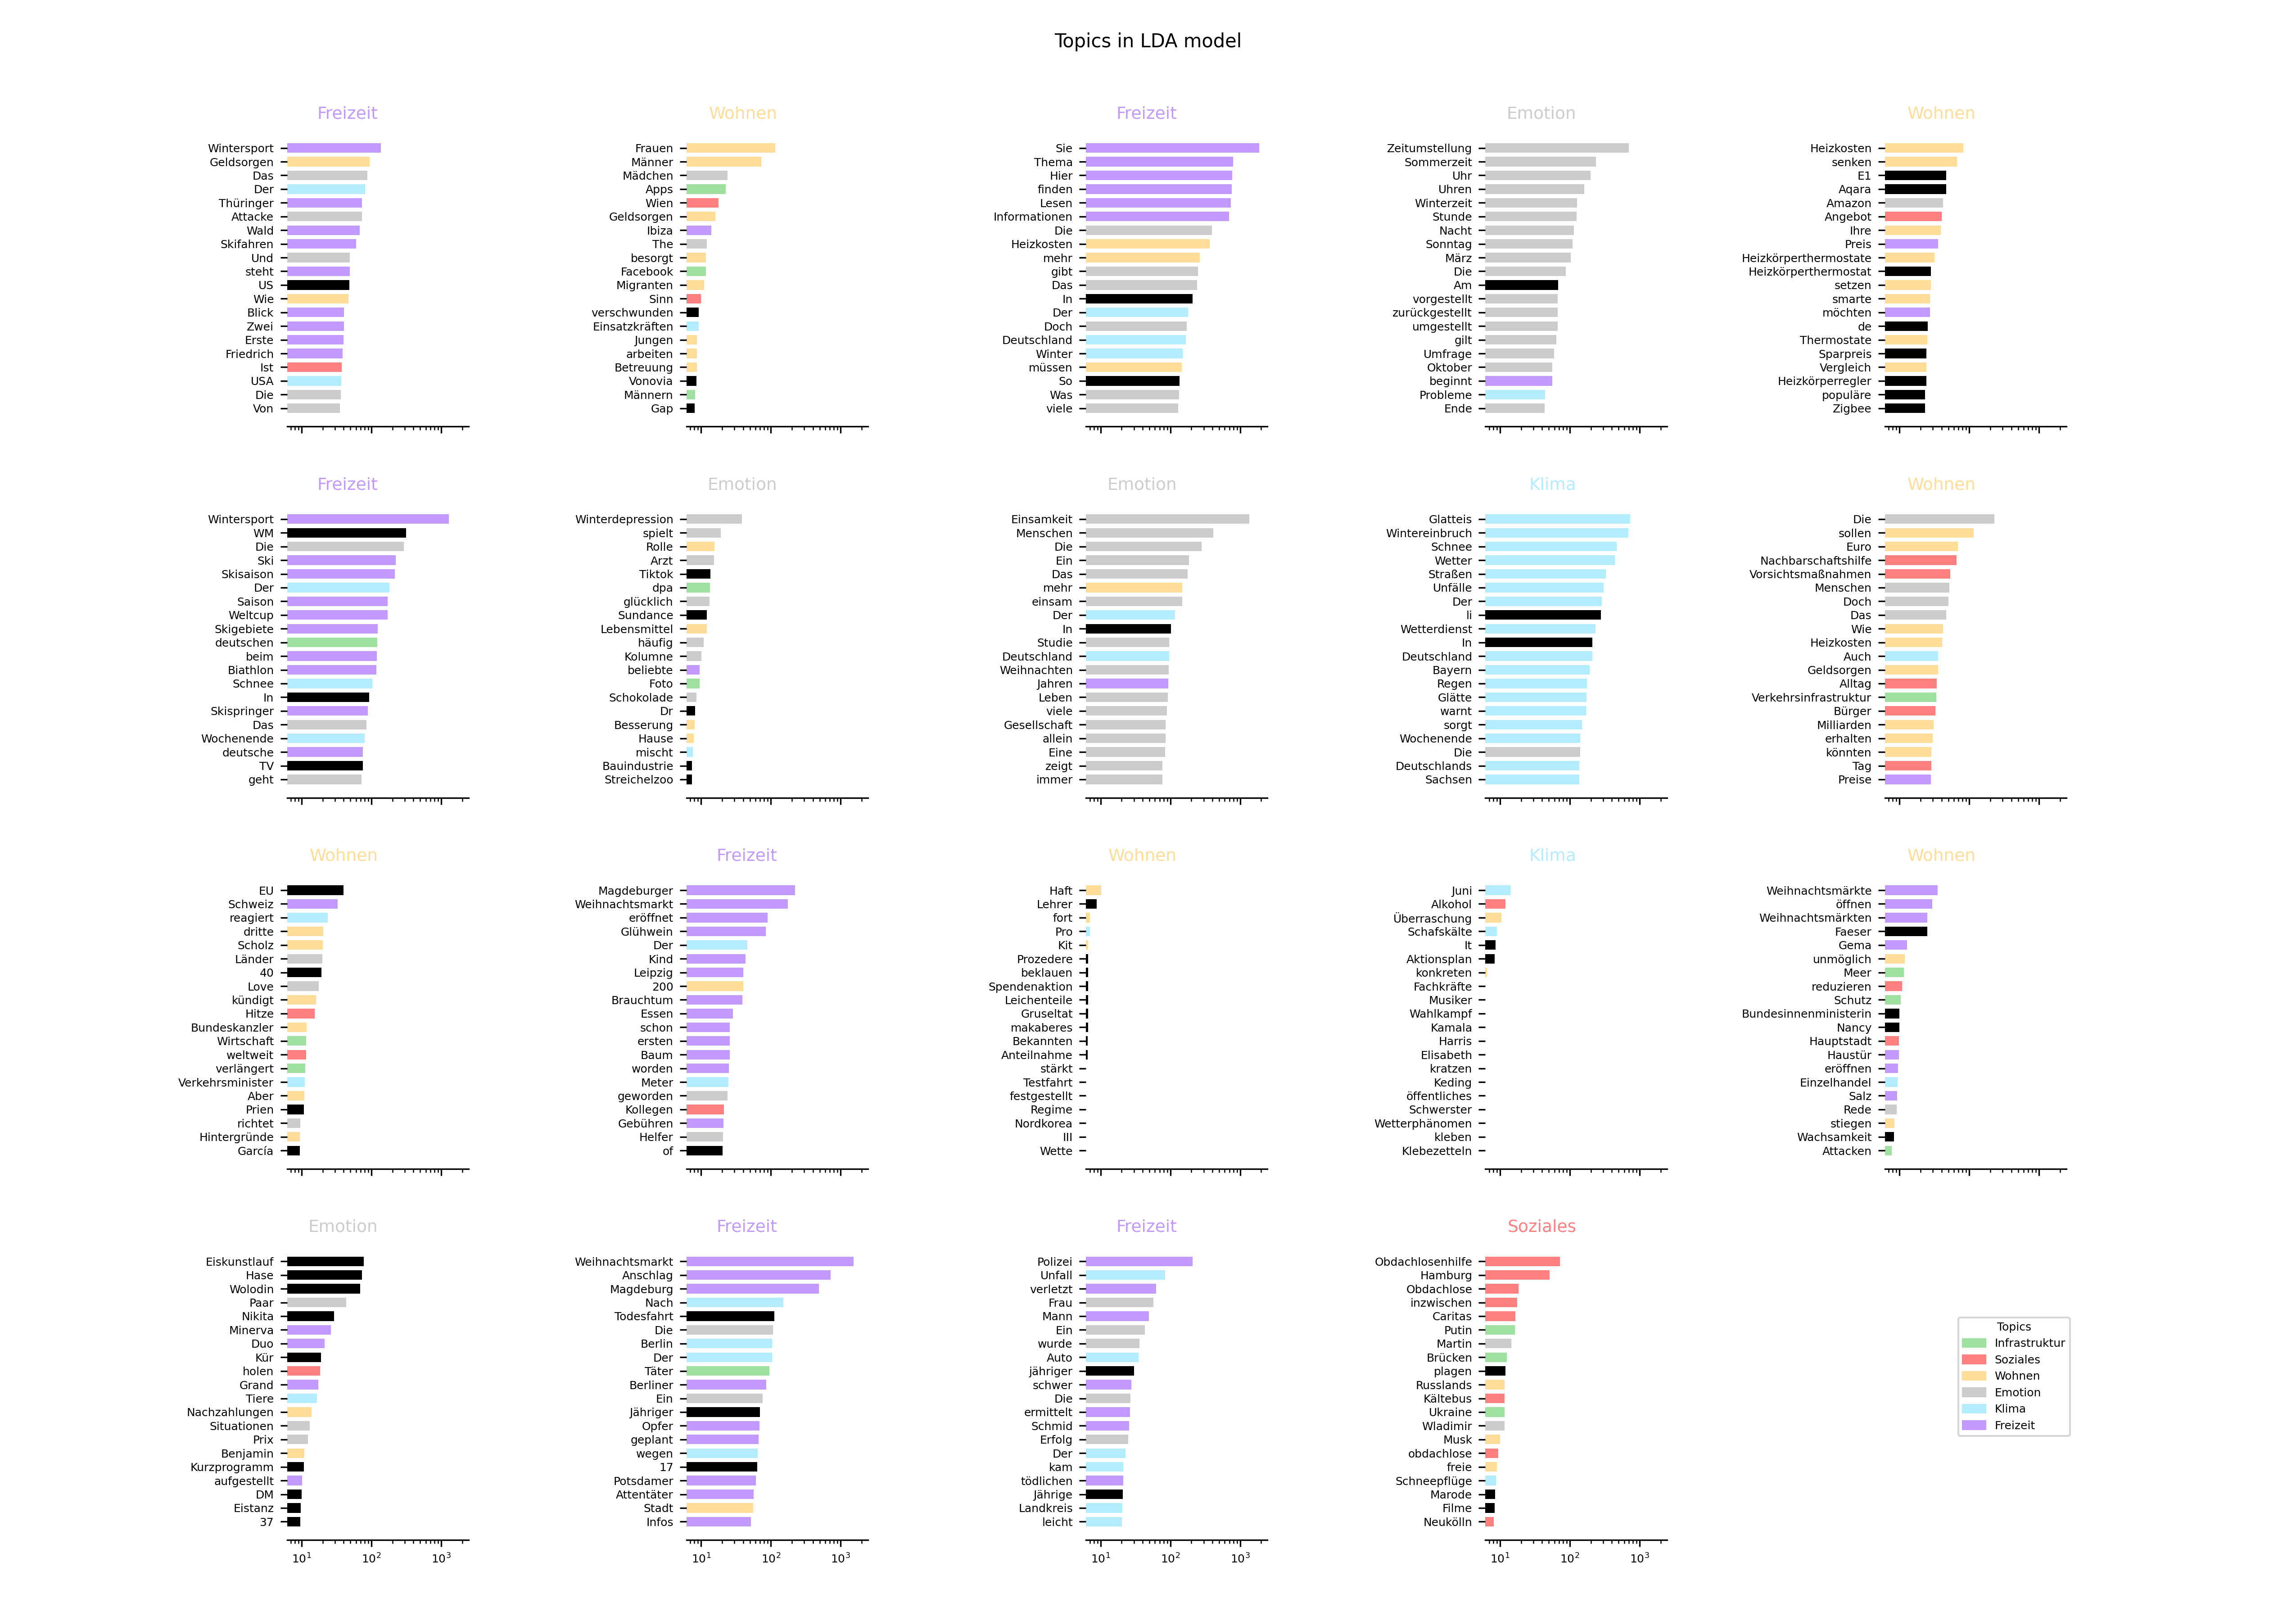 Topics in LDA model
Freizeit
Wintersport
Geldsorgen
Das
Der
Thüringer
Attacke
Wald
Skifahren
Und
steht
US
Wie
Blick
Zwei
Erste
Friedrich
Ist
USA
Die
Von
Wohnen
Frauen
Männer
Mädchen
Apps
Wien
Geldsorgen
Ibiza
The
besorgt
Facebook
Migranten
Sinn
verschwunden
Einsatzkräften
Jungen
arbeiten
Betreuung
Vonovia
Männern
Gap
Freizeit
Sie
Thema
Hier
finden
Lesen
Informationen
Die
Heizkosten
mehr
gibt
Das
In
Der
Doch
Deutschland
Winter
müssen
So
Was
viele
Emotion
Zeitumstellung
Sommerzeit
Uhr
Uhren
Winterzeit
Stunde
Nacht
Sonntag
März
Die
Am
vorgestellt
zurückgestellt
umgestellt
gilt
Umfrage
Oktober
beginnt
Probleme
Ende
Wohnen
Heizkosten
senken
E1
Aqara
Amazon
Angebot
Ihre
Preis
Heizkörperthermostate
Heizkörperthermostat
setzen
smarte
möchten
de
Thermostate
Sparpreis
Vergleich
Heizkörperregler
populäre
Zigbee
Freizeit
Wintersport
WM
Die
Ski
Skisaison
Der
Saison
Weltcup
Skigebiete
deutschen
beim
Biathlon
Schnee
In
Skispringer
Das
Wochenende
deutsche
TV
geht
Emotion
Winterdepression
spielt
Rolle
Arzt
Tiktok
dpa
glücklich
Sundance
Lebensmittel
häufig
Kolumne
beliebte
Foto
Schokolade
Dr
Besserung
Hause
mischt
Bauindustrie
Streichelzoo
Emotion
Einsamkeit
Menschen
Die
Ein
Das
mehr
einsam
Der
In
Studie
Deutschland
Weihnachten
Jahren
Leben
viele
Gesellschaft
allein
Eine
zeigt
immer
Klima
Glatteis
Wintereinbruch
Schnee
Wetter
Straßen
Unfälle
Der
li
Wetterdienst
In
Deutschland
Bayern
Regen
Glätte
warnt
sorgt
Wochenende
Die
Deutschlands
Sachsen
Wohnen
Die
sollen
Euro
Nachbarschaftshilfe
Vorsichtsmaßnahmen
Menschen
Doch
Das
Wie
Heizkosten
Auch
Geldsorgen
Alltag
Verkehrsinfrastruktur
Bürger
Milliarden
erhalten
könnten
Tag
Preise
Wohnen
EU
Schweiz
reagiert
dritte
Scholz
Länder
40
Love
kündigt
Hitze
Bundeskanzler
Wirtschaft
weltweit
verlängert
Verkehrsminister
Aber
Prien
richtet
Hintergründe
García
Freizeit
Magdeburger
Weihnachtsmarkt
eröffnet
Glühwein
Der
Kind
Leipzig
200
Brauchtum
Essen
schon
ersten
Baum
worden
Meter
geworden
Kollegen
Gebühren
Helfer
of
Wohnen
Haft
Lehrer
fort
Pro
Kit
Prozedere
beklauen
Spendenaktion
Leichenteile
Gruseltat
makaberes
Bekannten
Anteilnahme
stärkt
Testfahrt
festgestellt
Regime
Nordkorea
III
Wette
Klima
Juni
Alkohol
Überraschung
Schafskälte
It
Aktionsplan
konkreten
Fachkräfte
Musiker
Wahlkampf
Kamala
Harris
Elisabeth
kratzen
Keding
öffentliches
Schwerster
Wetterphänomen
kleben
Klebezetteln
Wohnen
Weihnachtsmärkte
öffnen
Weihnachtsmärkten
Faeser
Gema
unmöglich
Meer
reduzieren
Schutz
Bundesinnenministerin
Nancy
Hauptstadt
Haustür
eröffnen
Einzelhandel
Salz
Rede
stiegen
Wachsamkeit
Attacken
Emotion
Eiskunstlauf
Hase
Wolodin
Paar
Nikita
Minerva
Duo
Kür
holen
Grand
Tiere
Nachzahlungen
Situationen
Prix
Benjamin
Kurzprogramm
aufgestellt
DM
Eistanz
37
10¹ 10² 10³
Freizeit
Weihnachtsmarkt
Anschlag
Magdeburg
Nach
Todesfahrt
Die
Berlin
Der
Täter
Berliner
Ein
Jähriger
Opfer
geplant
wegen
17
Potsdamer
Attentäter
Stadt
Infos
10¹ 10² 10³
Freizeit
Polizei
Unfall
verletzt
Frau
Mann
Ein
wurde
Auto
jähriger
schwer
Die
ermittelt
Schmid
Erfolg
Der
kam
tödlichen
Jährige
Landkreis
leicht
10¹ 10² 10³
Soziales
Obdachlosenhilfe
Hamburg
Obdachlose
inzwischen
Caritas
Putin
Martin
Brücken
plagen
Russlands
Kältebus
Ukraine
Wladimir
Musk
obdachlose
freie
Schneepflüge
Marode
Filme
Neukölln
10¹ 10² 10³
Topics
Infrastruktur
Soziales
Wohnen
Emotion
Klima
Freizeit